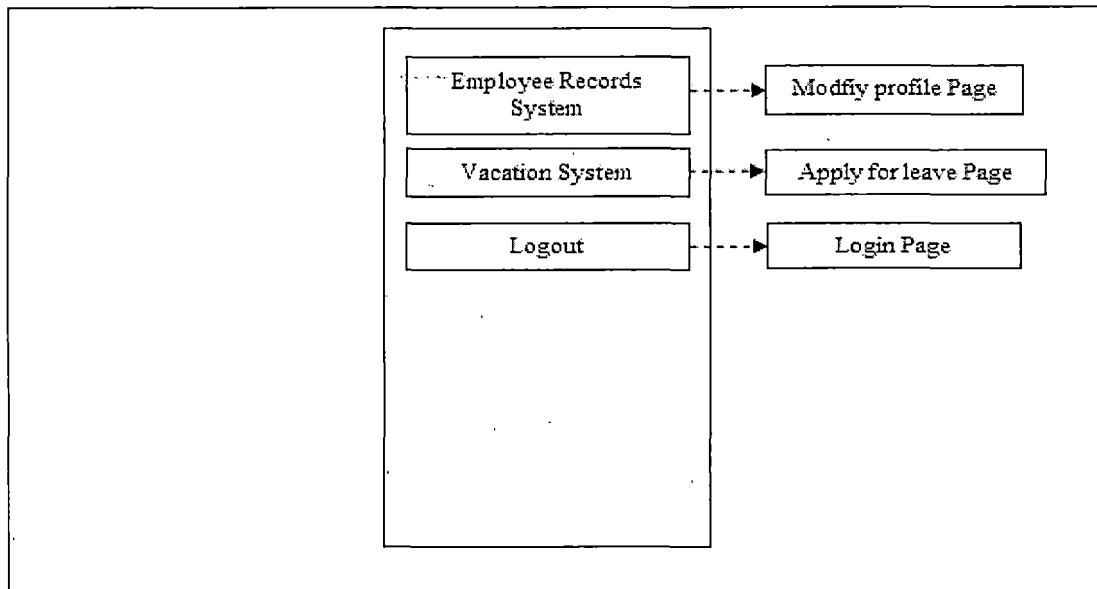 Employee Records
System
Modfiy profile Page
Vacation System
Apply for leave Page
Logout
Login Page